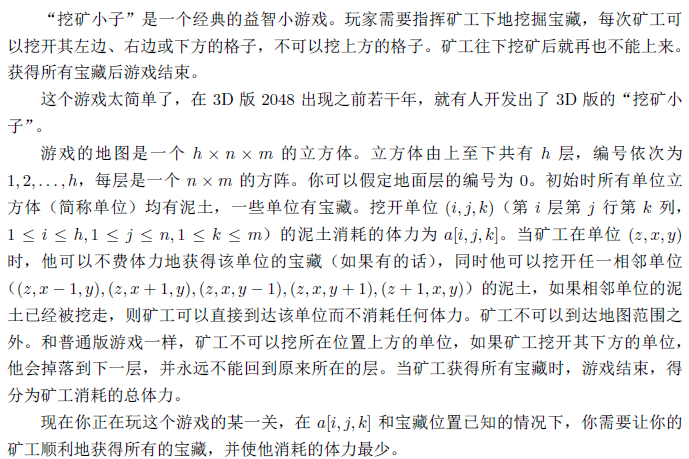 “挖矿小子”是一个经典的益智小游戏。玩家需要指挥矿工下地挖掘宝藏，每次矿工可
以挖开其左边、右边或下方的格子，不可以挖上方的格子。矿工往下挖矿后就再也不能上来。
获得所有宝藏后游戏结束。
这个游戏太简单了，在 3D 版 2048 出现之前若干年，就有人开发出了 3D 版的“挖矿小
子”。
游戏的地图是一个 h × n × m 的立方体。立方体由上至下共有 h 层，编号依次为
1, 2, . . . , h，每层是一个 n × m 的方阵。你可以假定地面层的编号为 0。初始时所有单位立
方体（简称单位）均有泥土，一些单位有宝藏。挖开单位 (i, j, k)（第 i 层第 j 行第 k 列，
1 ≤ i ≤ h, 1 ≤ j ≤ n, 1 ≤ k ≤ m）的泥土消耗的体力为 a[i, j, k]。当矿工在单位 (z, x, y)
时，他可以不费体力地获得该单位的宝藏（如果有的话），同时他可以挖开任一相邻单位
（(z, x − 1, y), (z, x + 1, y), (z, x, y − 1), (z, x, y + 1), (z + 1, x, y)）的泥土，如果相邻单位的泥
土已经被挖走，则矿工可以直接到达该单位而不消耗任何体力。矿工不可以到达地图范围之
外。和普通版游戏一样，矿工不可以挖所在位置上方的单位，如果矿工挖开其下方的单位，
他会掉落到下一层，并永远不能回到原来所在的层。当矿工获得所有宝藏时，游戏结束，得
分为矿工消耗的总体力。
现在你正在玩这个游戏的某一关，在 a[i, j, k] 和宝藏位置已知的情况下，你需要让你的
矿工顺利地获得所有的宝藏，并使他消耗的体力最少。